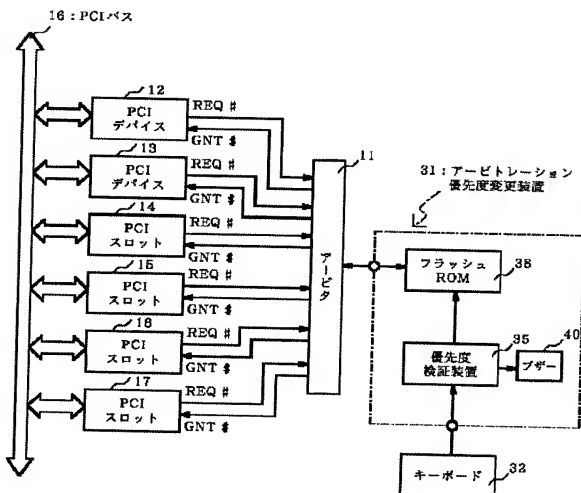 16：PCIバス
12
PCI
デバイス
REQ #
GNT $
13
PCI
デバイス
REQ #
GNT $
14
PCI
スロット
REQ #
GNT $
15
PCI
スロット
REQ #
GNT $
18
PCI
スロット
REQ #
GNT $
17
PCI
スロット
REQ #
GNT $
11
アービタ
31：アービトレーション
優先度変更装置
フラッシュ
ROM
38
優先度
検証装置
35
ブザー
40
キーボード
32